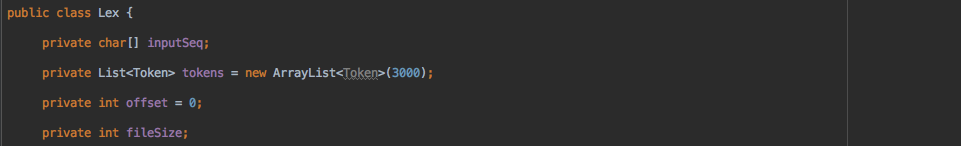 public class Lex {
private char[] inputSeq;
private List<Token> tokens = new ArrayList<Token>(3000);
private int offset = 0;
private int fileSize;